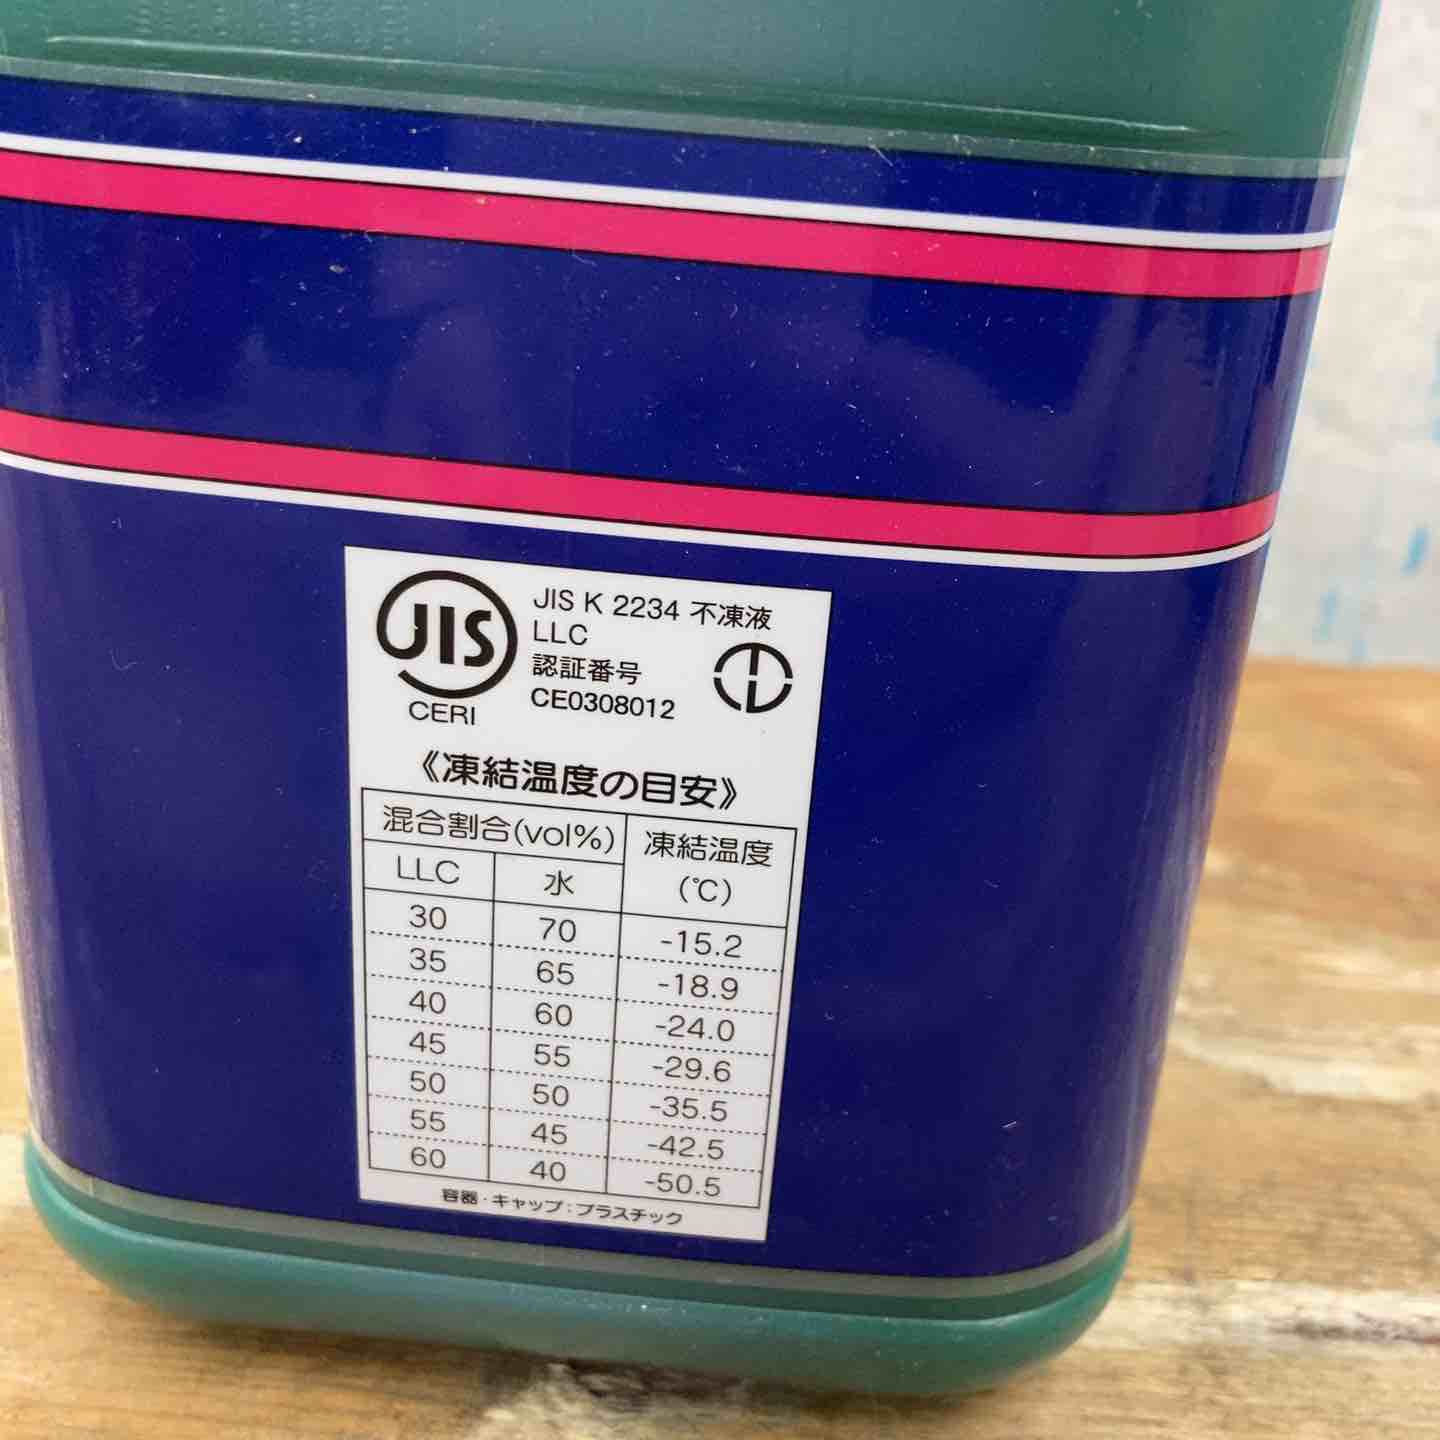 JIS
CERI
JIS K 2234 不凍液
LLC
認証番号
CE0308012
《凍結温度の目安》
混合割合(vol%) 凍結温度(℃)
LLC 水
30 70 -15.2
35 65 -18.9
40 60 -24.0
45 55 -29.6
50 50 -35.5
55 45 -42.5
60 40 -50.5
容器・キャップ:プラスチック